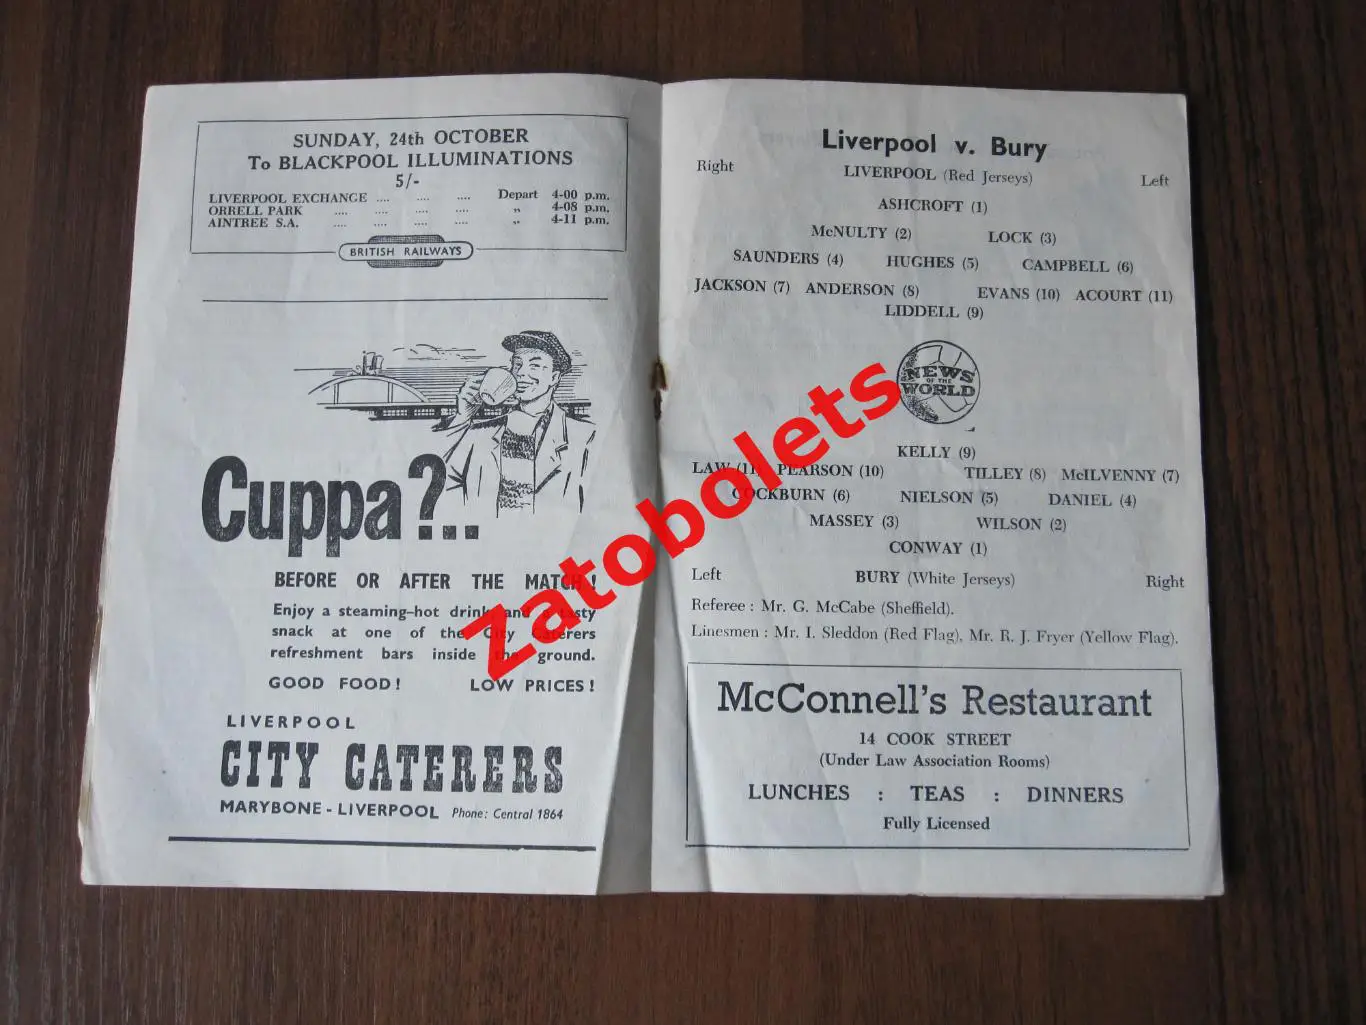 SUNDAY, 24th OCTOBER
To BLACKPOOL ILLUMINATIONS
5/-
LIVERPOOL EXCHANGE .... .... .... Depart 4-00 p.m.
ORRELL PARK .... .... .... „ 4-08 p.m.
AINTREE S.A. .... .... .... „ 4-11 p.m.
BRITISH RAILWAYS
Cuppa?..
BEFORE OR AFTER THE MATCH!
Enjoy a steaming-hot drink and a tasty
snack at one of the City Caterers
refreshment bars inside the ground.
GOOD FOOD! LOW PRICES!
LIVERPOOL
CITY CATERERS
MARYBONE - LIVERPOOL Phone: Central 1864
Liverpool v. Bury
Right LIVERPOOL (Red Jerseys) Left
ASHCROFT (1)
McNULTY (2) LOCK (3)
SAUNDERS (4) HUGHES (5) CAMPBELL (6)
JACKSON (7) ANDERSON (8) EVANS (10) ACOURT (11)
LIDDELL (9)
NEWS
OF THE
WORLD
KELLY (9)
LAW (11) PEARSON (10) TILLEY (8) McILVENNY (7)
COCKBURN (6) NIELSON (5) DANIEL (4)
MASSEY (3) WILSON (2)
CONWAY (1)
Left BURY (White Jerseys) Right
Referee : Mr. G. McCabe (Sheffield).
Linesmen : Mr. I. Sleddon (Red Flag), Mr. R. J. Fryer (Yellow Flag).
McConnell's Restaurant
14 COOK STREET
(Under Law Association Rooms)
LUNCHES : TEAS : DINNERS
Fully Licensed
Zatobolets